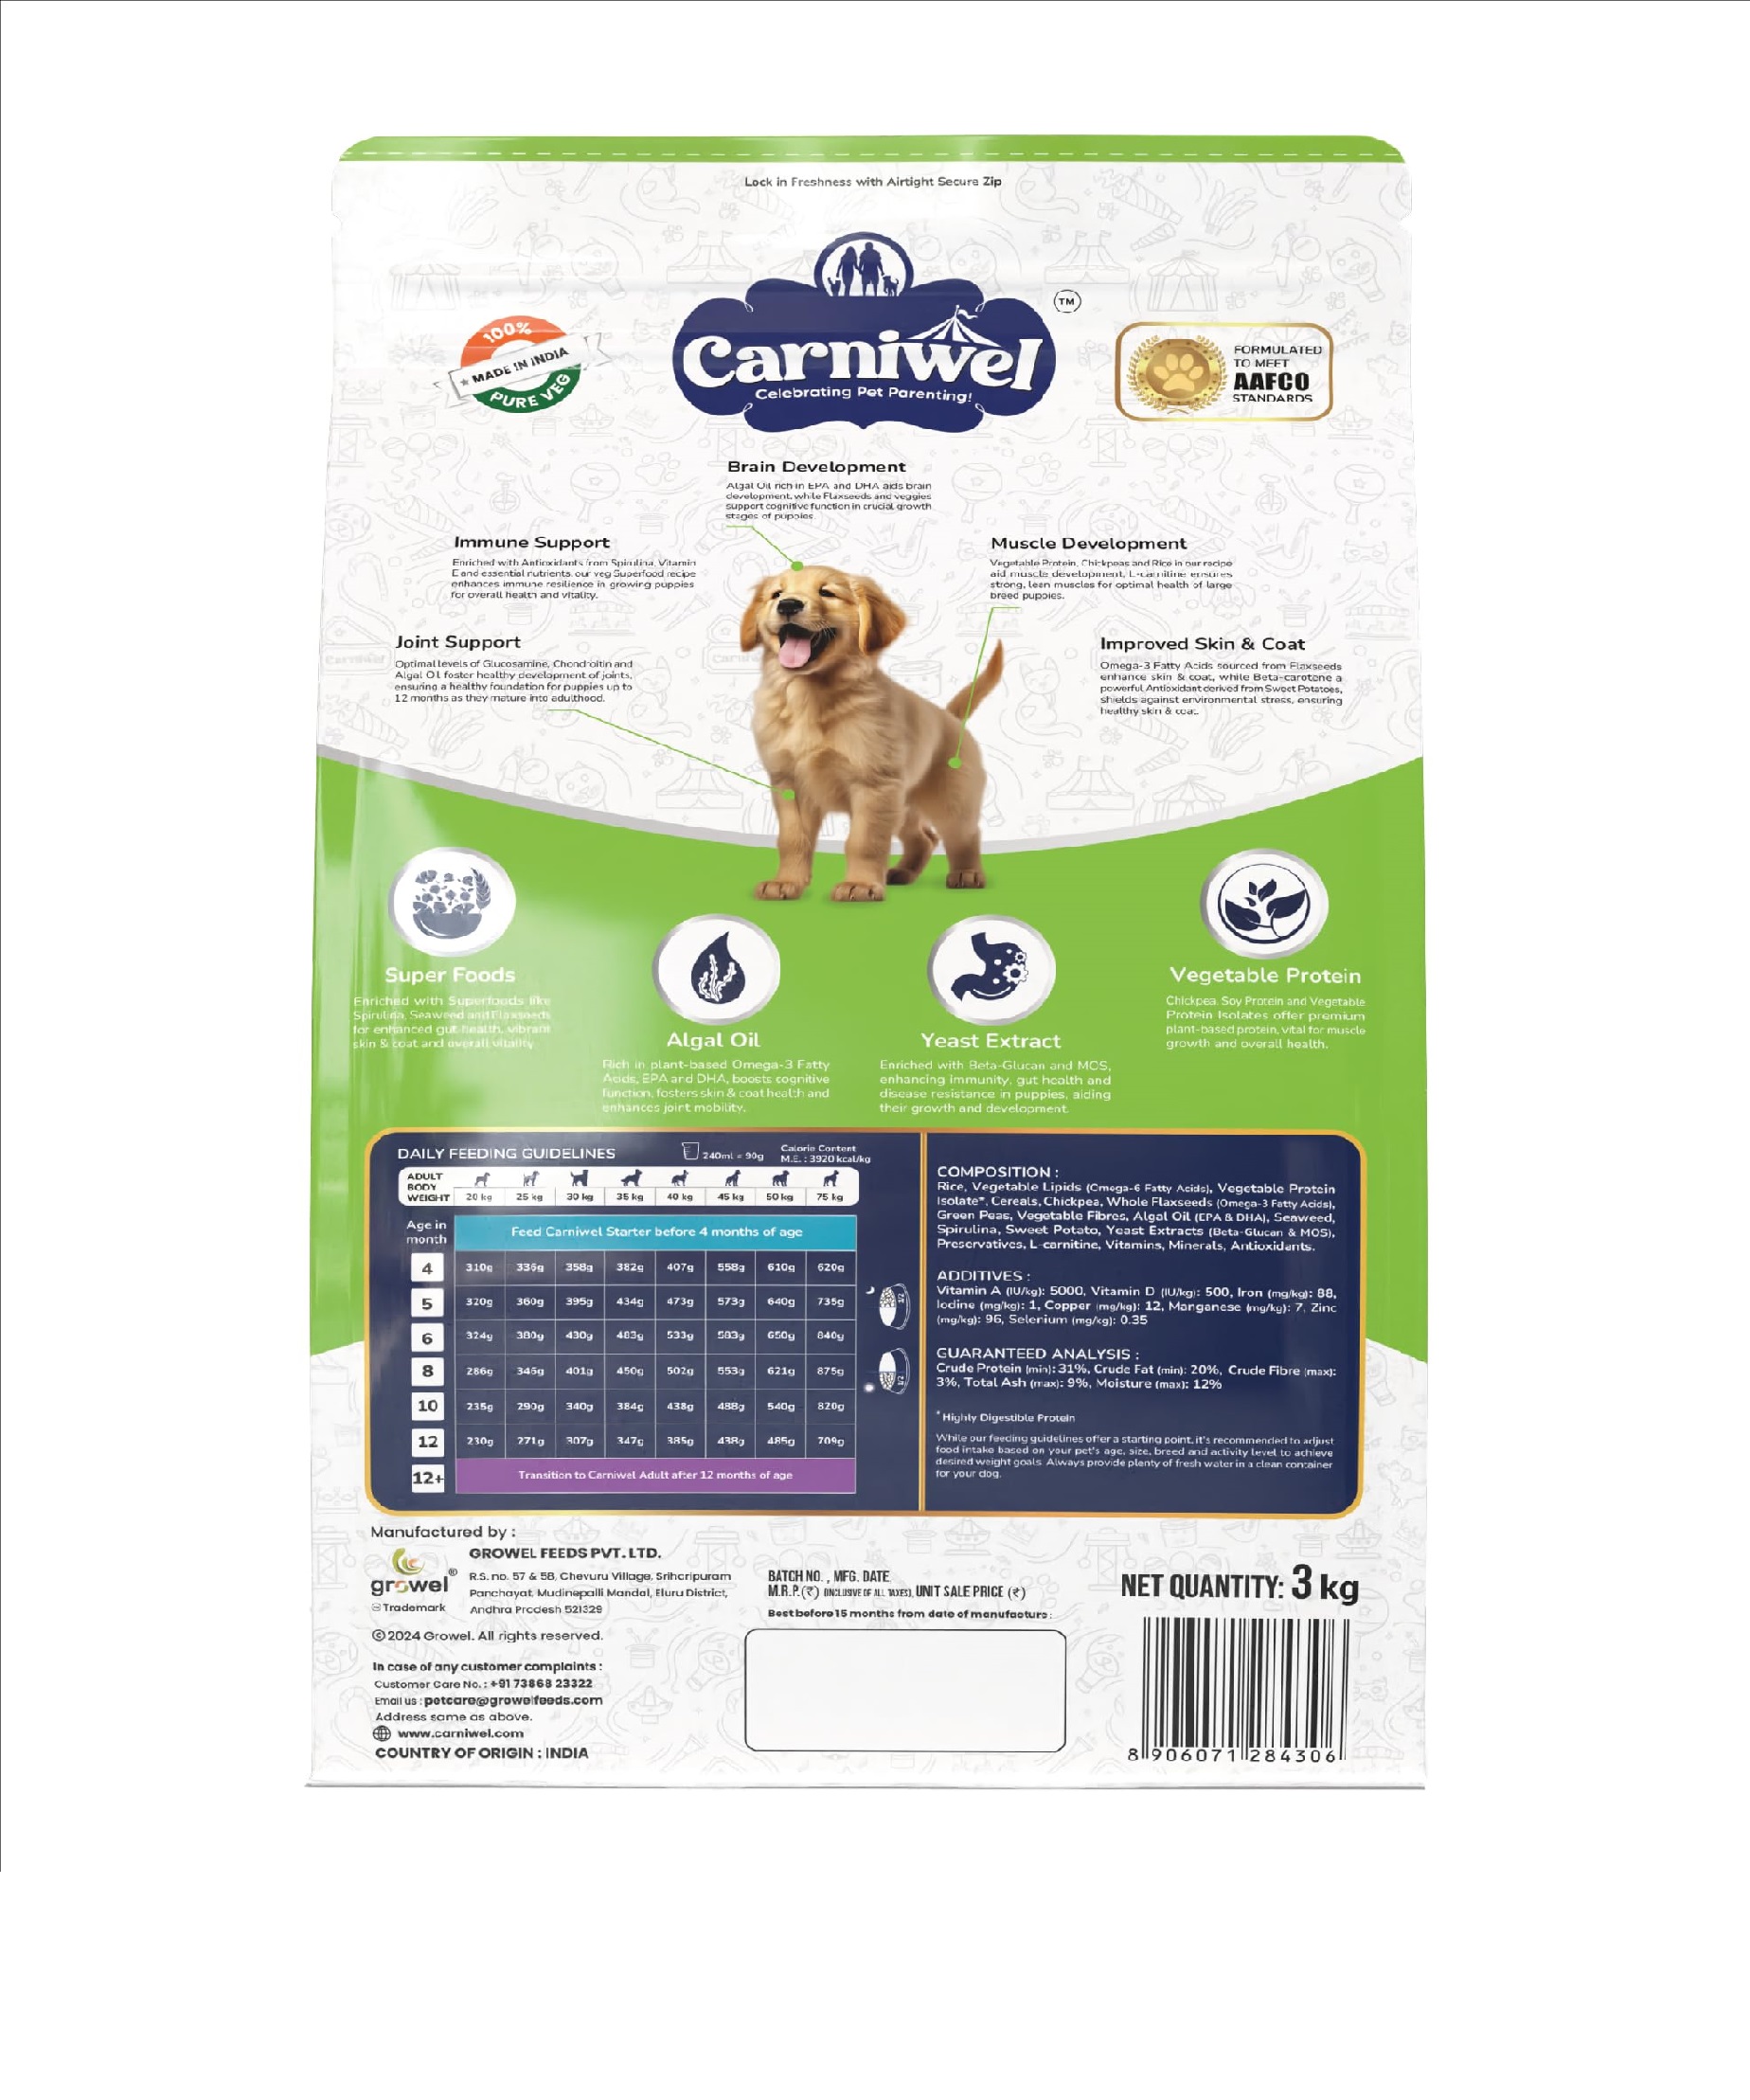 Lock in Freshness with Airtight Secure Zip
TM
100%
MADE IN INDIA
PURE VEG
Carniwel
Celebrating Pet Parenting!
FORMULATED
TO MEET
AAFCO
STANDARDS
Brain Development
Algal Oil rich in EPA and DHA aids brain
development, while Flaxseeds and veggies
support cognitive function in crucial growth
stages of puppies.
Immune Support
Enriched with Antioxidants from Spirulina, Vitamin
E and essential nutrients, our veg Superfood recipe
enhances immune resilience in growing puppies
for overall health and vitality.
Muscle Development
Vegetable Protein, Chickpeas and Rice in our recipe
aid muscle development, L-carnitine ensures
strong, lean muscles for optimal health of large
breed puppies.
Joint Support
Optimal levels of Glucosamine, Chondroitin and
Algal Oil foster healthy development of joints,
ensuring a healthy foundation for puppies up to
12 months as they mature into adulthood.
Improved Skin & Coat
Omega-3 Fatty Acids sourced from Flaxseeds
enhance skin & coat, while Beta-carotene a
powerful Antioxidant derived from Sweet Potatoes,
shields against environmental stress, ensuring
healthy skin & coat.
Super Foods
Enriched with Superfoods like
Spirulina, Seaweed and Flaxseeds
for enhanced gut health, vibrant
skin & coat and overall vitality.
Algal Oil
Rich in plant-based Omega-3 Fatty
Acids, EPA and DHA, boosts cognitive
function, fosters skin & coat health and
enhances joint mobility.
Yeast Extract
Enriched with Beta-Glucan and MOS,
enhancing immunity, gut health and
disease resistance in puppies, aiding
their growth and development.
Vegetable Protein
Chickpea, Soy Protein and Vegetable
Protein Isolates offer premium
plant-based protein, vital for muscle
growth and overall health.
DAILY FEEDING GUIDELINES
240ml = 90g
Calorie Content
M.E. : 3920 kcal/kg
ADULT
BODY
WEIGHT 20 kg 25 kg 30 kg 35 kg 40 kg 45 kg 50 kg 75 kg
Age in
month
Feed Carniwel Starter before 4 months of age
4 310g 336g 358g 382g 407g 558g 610g 620g
5 320g 360g 395g 434g 473g 573g 640g 735g
6 324g 380g 430g 483g 533g 583g 650g 840g
8 286g 346g 401g 450g 502g 553g 621g 875g
10 235g 290g 340g 384g 438g 488g 540g 820g
12 230g 271g 307g 347g 385g 438g 485g 709g
12+ Transition to Carniwel Adult after 12 months of age
1/2
1/2
COMPOSITION :
Rice, Vegetable Lipids (Omega-6 Fatty Acids), Vegetable Protein
Isolate*, Cereals, Chickpea, Whole Flaxseeds (Omega-3 Fatty Acids),
Green Peas, Vegetable Fibres, Algal Oil (EPA & DHA), Seaweed,
Spirulina, Sweet Potato, Yeast Extracts (Beta-Glucan & MOS),
Preservatives, L-carnitine, Vitamins, Minerals, Antioxidants.
ADDITIVES :
Vitamin A (IU/kg): 5000, Vitamin D (IU/kg): 500, Iron (mg/kg): 88,
Iodine (mg/kg): 1, Copper (mg/kg): 12, Manganese (mg/kg): 7, Zinc
(mg/kg): 96, Selenium (mg/kg): 0.35
GUARANTEED ANALYSIS :
Crude Protein (min): 31%, Crude Fat (min): 20%, Crude Fibre (max):
3%, Total Ash (max): 9%, Moisture (max): 12%
*Highly Digestible Protein
While our feeding guidelines offer a starting point, it's recommended to adjust
food intake based on your pet's age, size, breed and activity level to achieve
desired weight goals. Always provide plenty of fresh water in a clean container
for your dog.
Manufactured by :
growel®
Trademark
GROWEL FEEDS PVT. LTD.
R.S. no. 57 & 58, Chevuru Village, Sriharipuram
Panchayat, Mudinepalli Mandal, Eluru District,
Andhra Pradesh 521329
© 2024 Growel. All rights reserved.
In case of any customer complaints :
Customer Care No. : +91 73868 23322
Email us : petcare@growelfeeds.com
Address same as above.
www.carniwel.com
COUNTRY OF ORIGIN : INDIA
BATCH NO. , MFG. DATE,
M.R.P.(₹) (INCLUSIVE OF ALL TAXES), UNIT SALE PRICE (₹)
Best before 15 months from date of manufacture :
NET QUANTITY: 3 kg
8 906071 284306